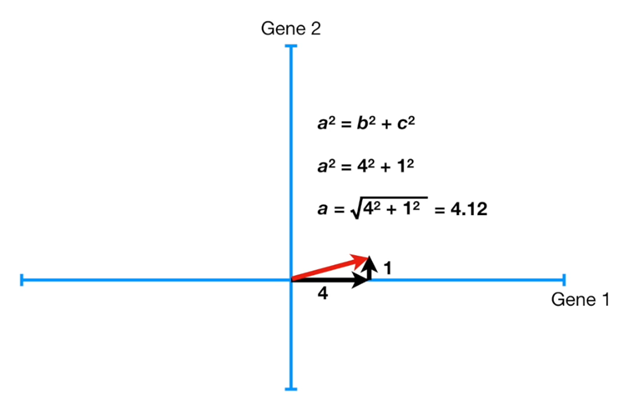 Gene 2
a² = b² + c²
a² = 4² + 1²
a = √4² + 1² = 4.12
1
4
Gene 1